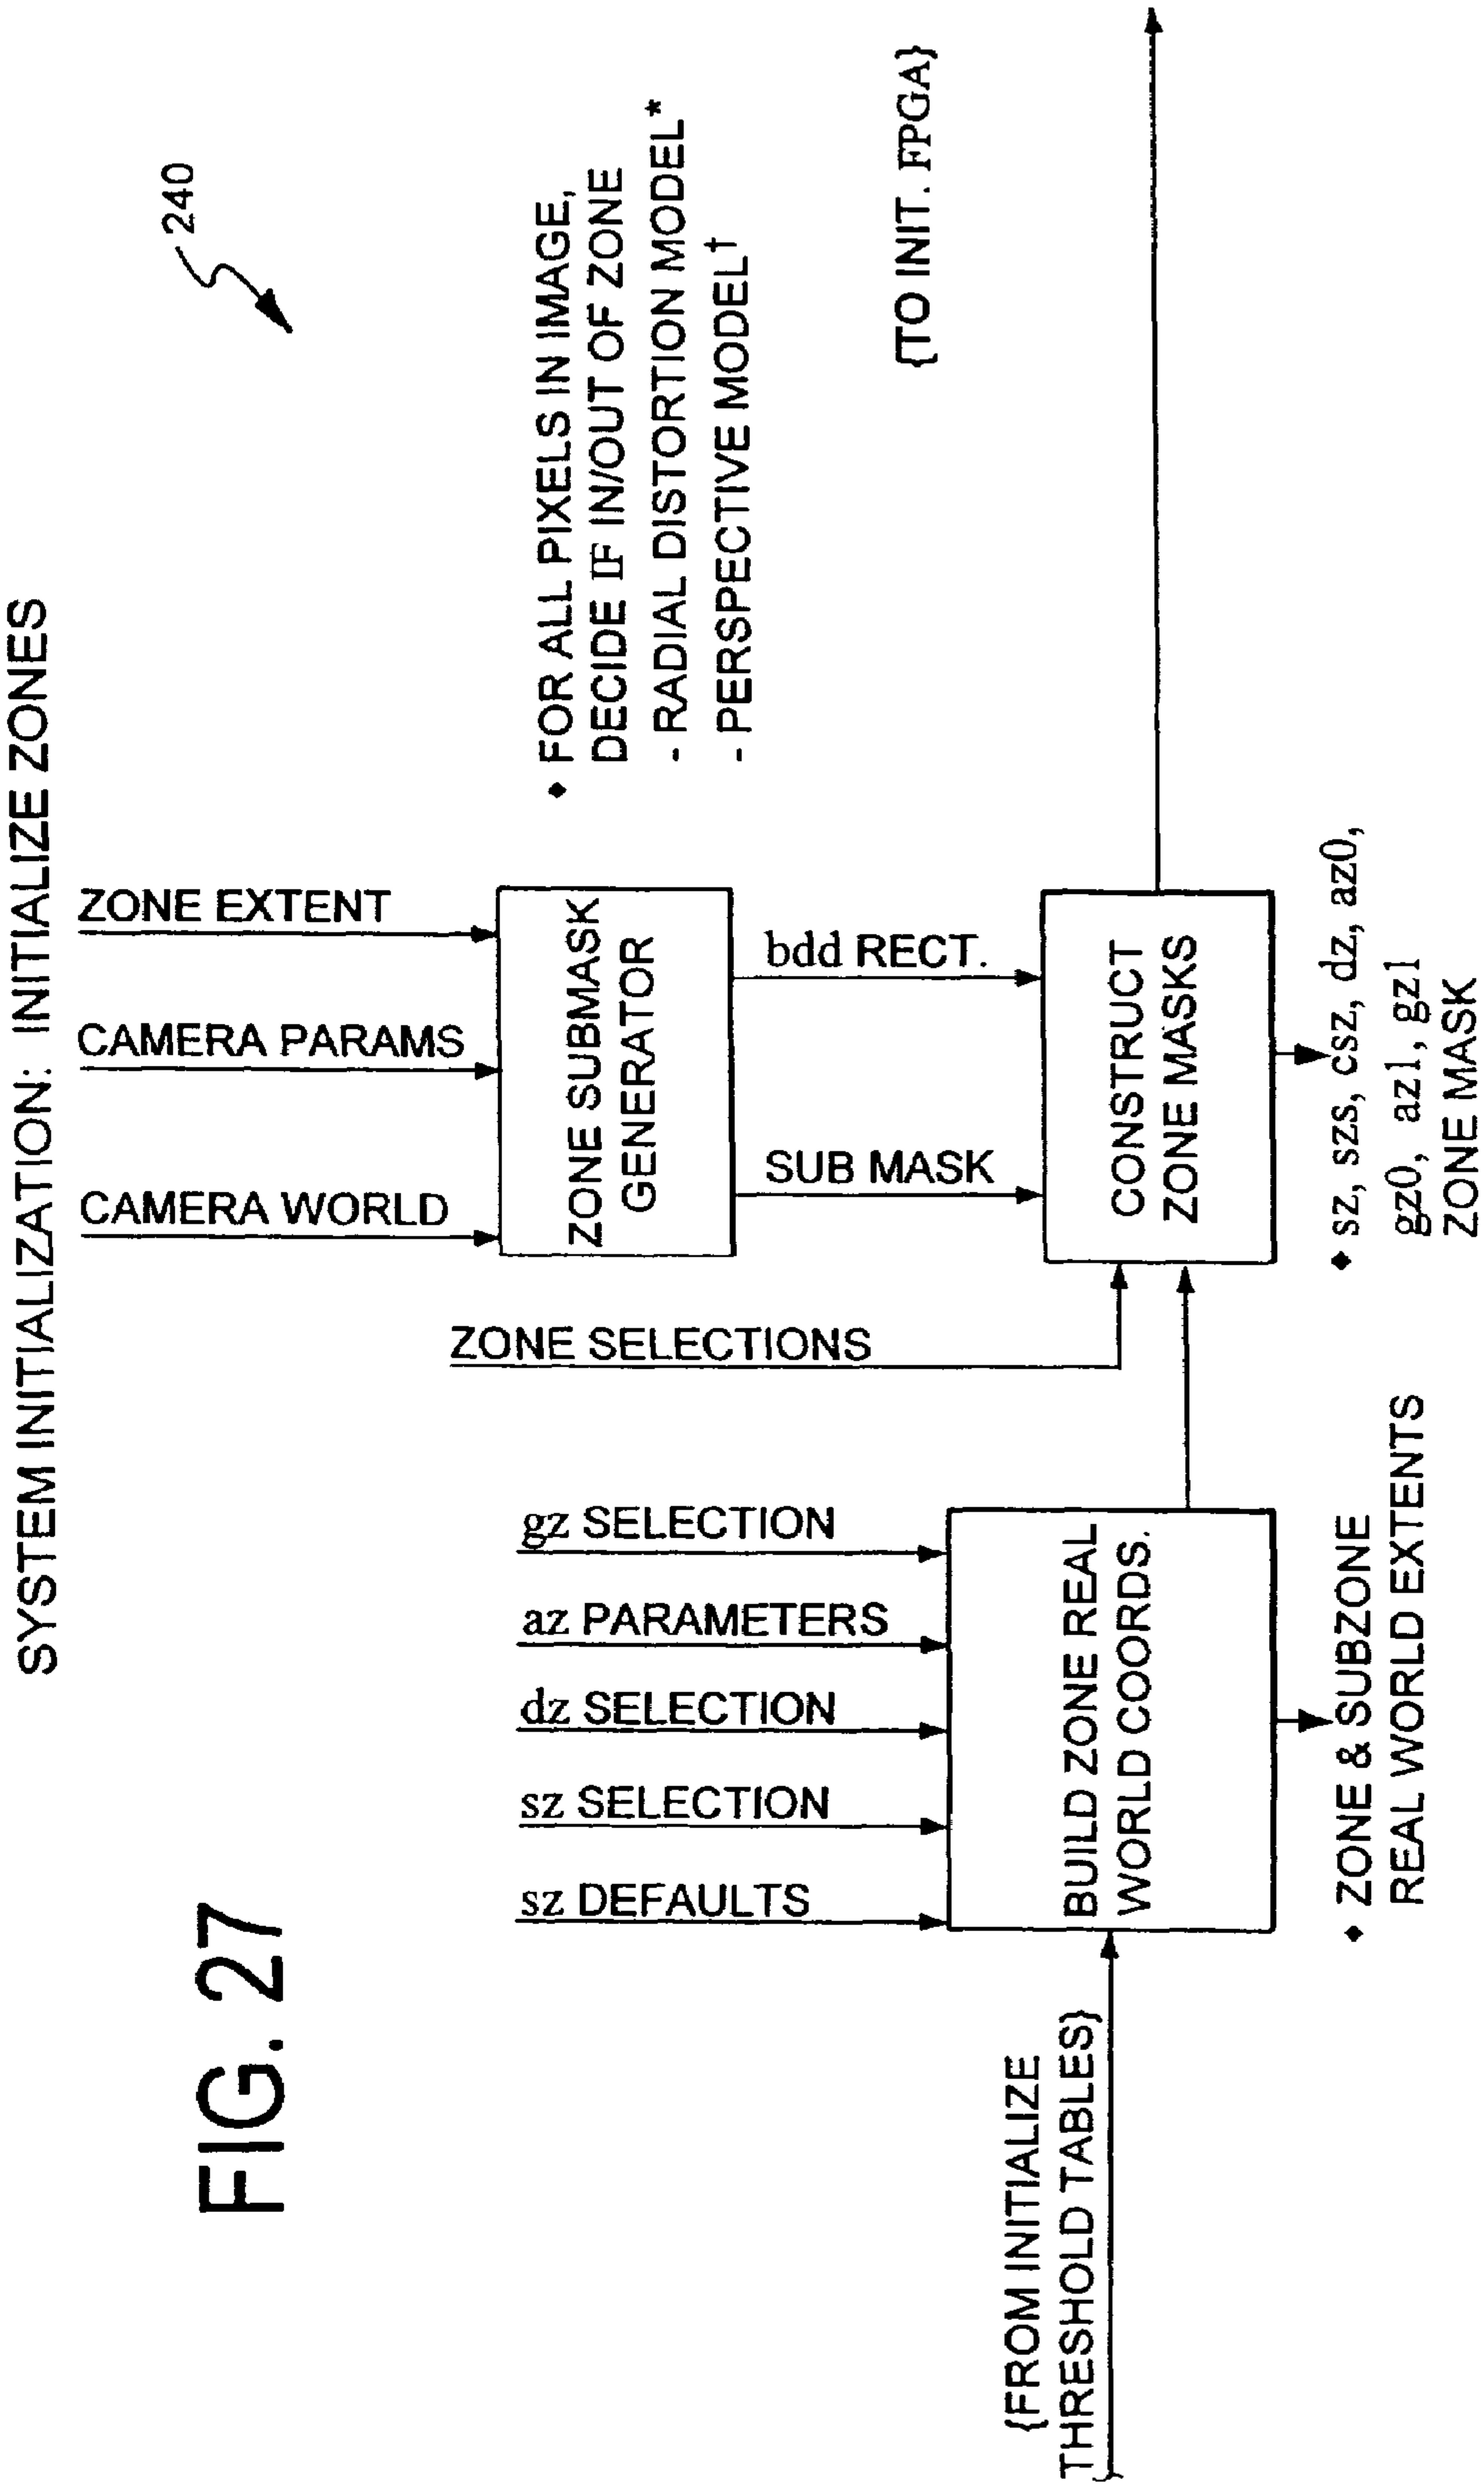 SYSTEM INITIALIZATION: INITIALIZE ZONES
FIG. 27
240
CAMERA WORLD
CAMERA PARAMS
ZONE EXTENT
ZONE SUBMASK
GENERATOR
♦ FOR ALL PIXELS IN IMAGE,
DECIDE IF IN/OUT OF ZONE
- RADIAL DISTORTION MODEL*
- PERSPECTIVE MODEL†
ZONE SELECTIONS
SUB MASK
bdd RECT.
sz DEFAULTS
sz SELECTION
dz SELECTION
az PARAMETERS
gz SELECTION
{FROM INITIALIZE
THRESHOLD TABLES}
BUILD ZONE REAL
WORLD COORDS.
CONSTRUCT
ZONE MASKS
{TO INIT. FPGA}
♦ ZONE & SUBZONE
REAL WORLD EXTENTS
♦ sz, szs, csz, dz, az0,
gz0, az1, gz1
ZONE MASK